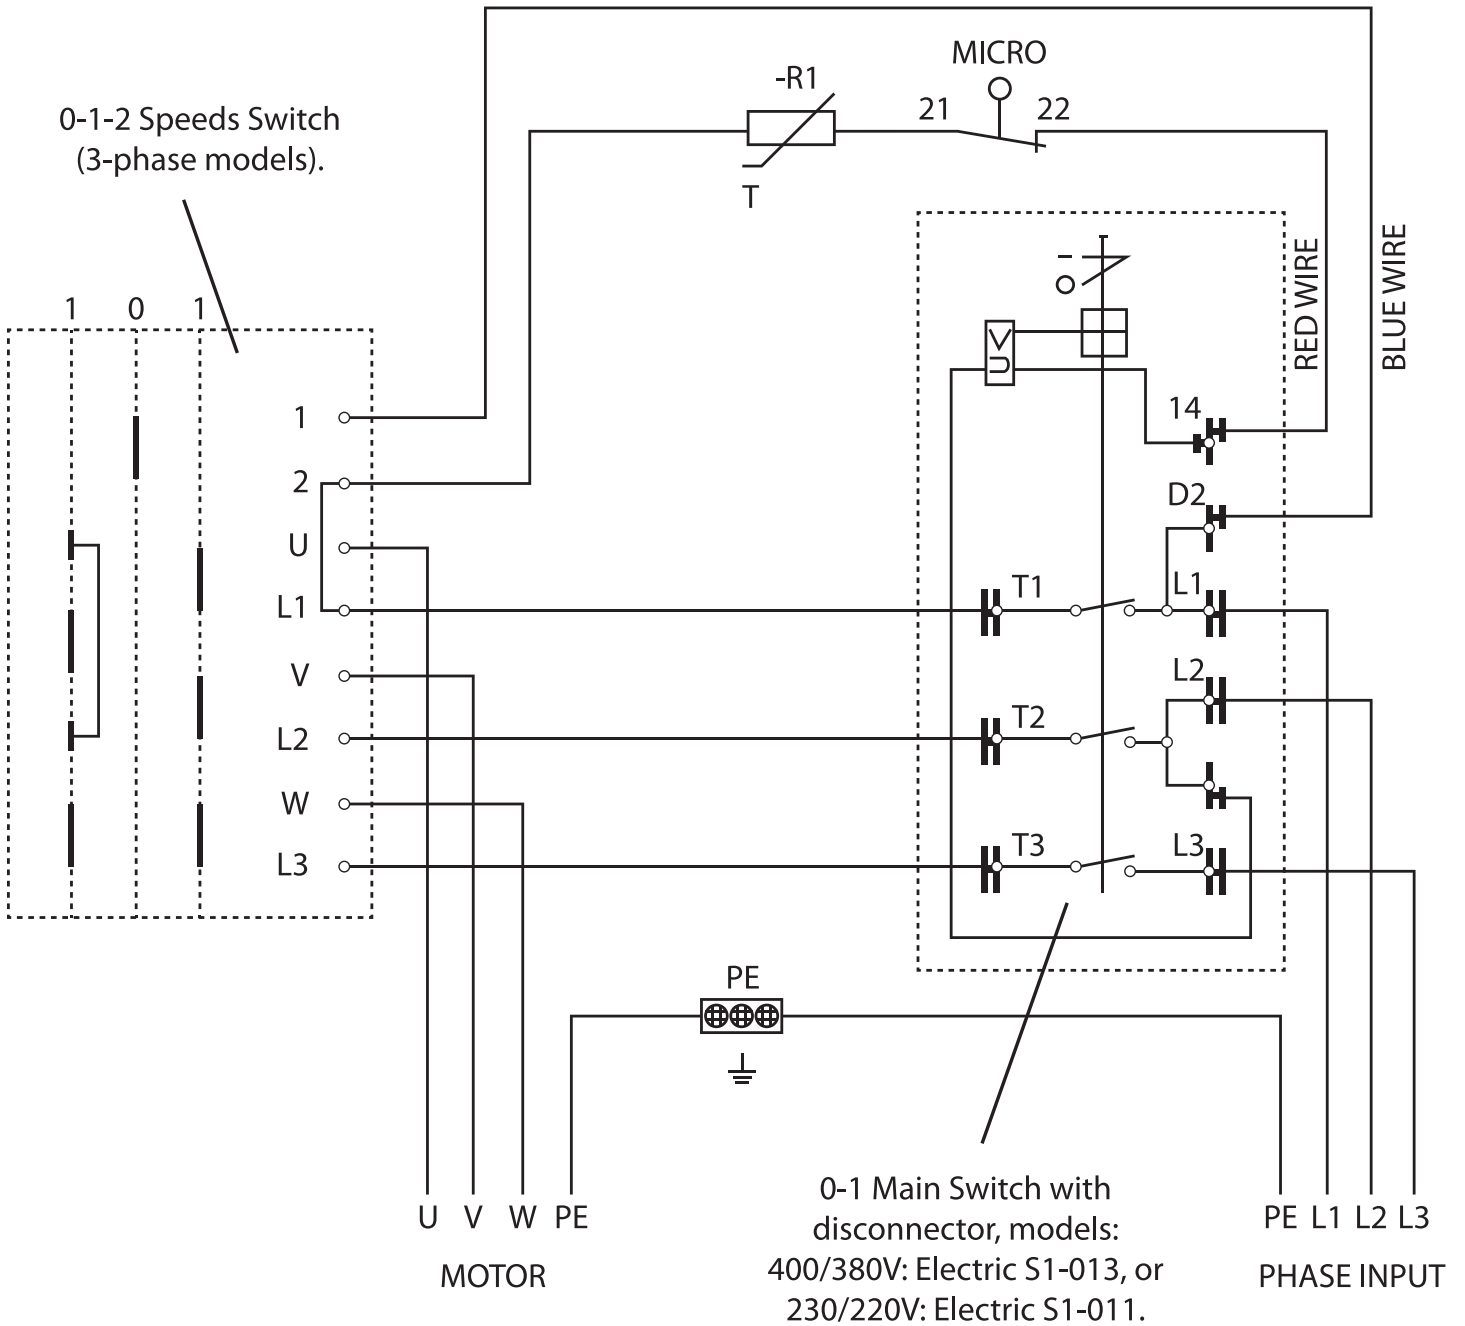 MICRO
-R1
21
22
T
0-1-2 Speeds Switch
(3-phase models).
RED WIRE
BLUE WIRE
1 0 1
1
2
U
L1
V
L2
W
L3
U <
14
D2
T1
L1
L2
T2
T3
L3
PE
0-1 Main Switch with
disconnector, models:
400/380V: Electric S1-013, or
230/220V: Electric S1-011.
U V W PE
MOTOR
PE L1 L2 L3
PHASE INPUT